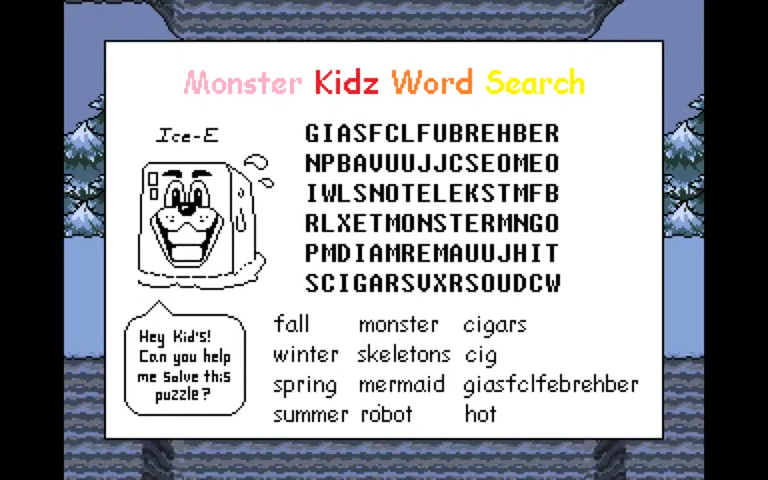 Monster Kidz Word Search
Ice-E
GIASFCLFUBREHBER
NPBAVUUJJCSEOMEO
IWLSNOTELEKSTMFB
RLXETMONSTERMNGO
PMDIAMREMAUUJHIT
SCIGARSVXRSOUDCW
Hey Kid's!
Can you help
me solve this
puzzle?
fall monster cigars
winter skeletons cig
spring mermaid giasfclfebrehber
summer robot hot